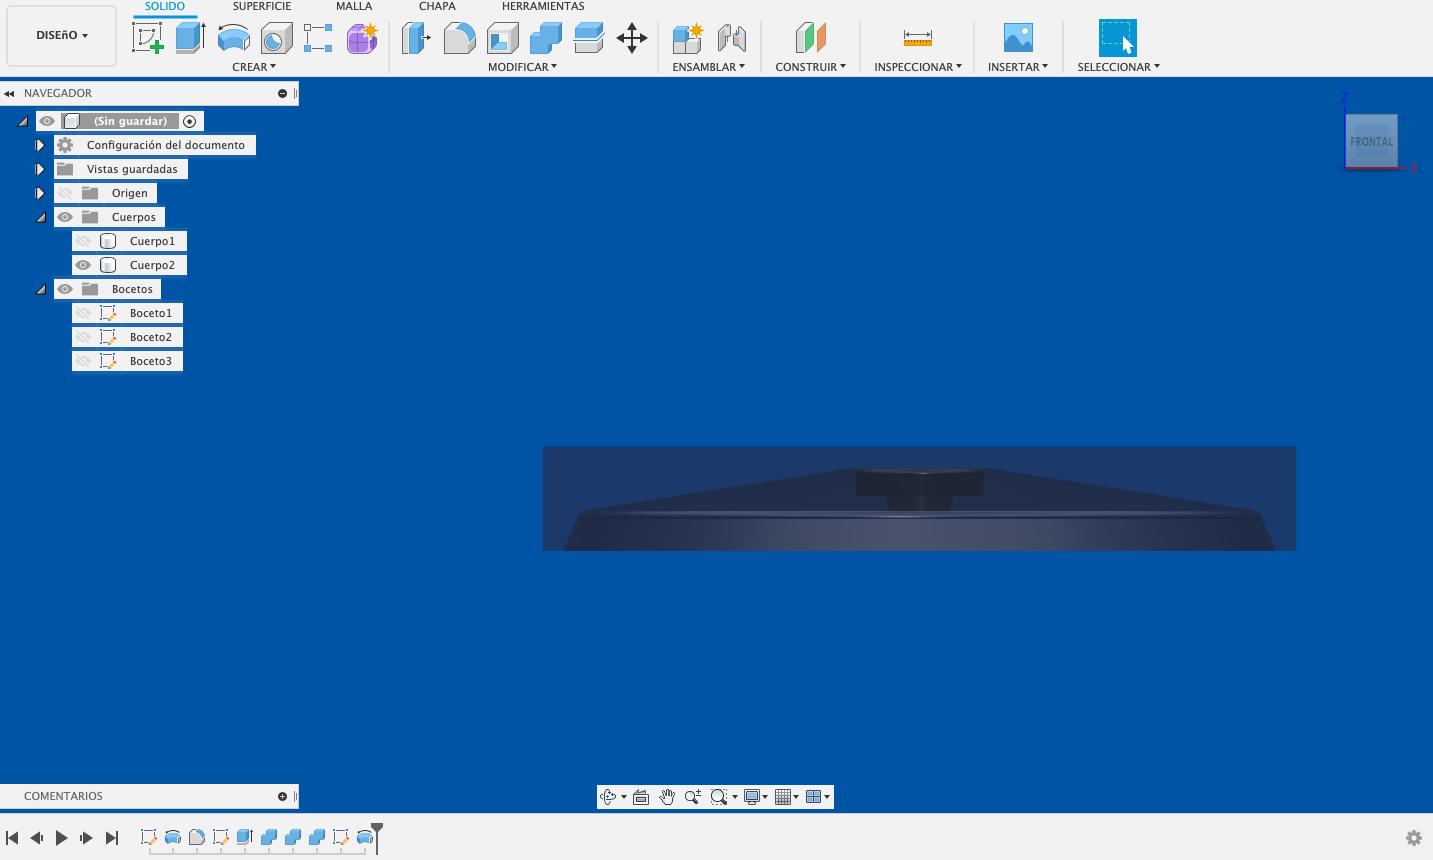 SÓLIDO SUPERFICIE MALLA CHAPA HERRAMIENTAS
DISEñO
CREAR MODIFICAR ENSAMBLAR CONSTRUIR INSPECCIONAR INSERTAR SELECCIONAR
NAVEGADOR
(Sin guardar)
Configuración del documento
Vistas guardadas
Origen
Cuerpos
Cuerpo1
Cuerpo2
Bocetos
Boceto1
Boceto2
Boceto3
Z
FRONTAL
X
COMENTARIOS